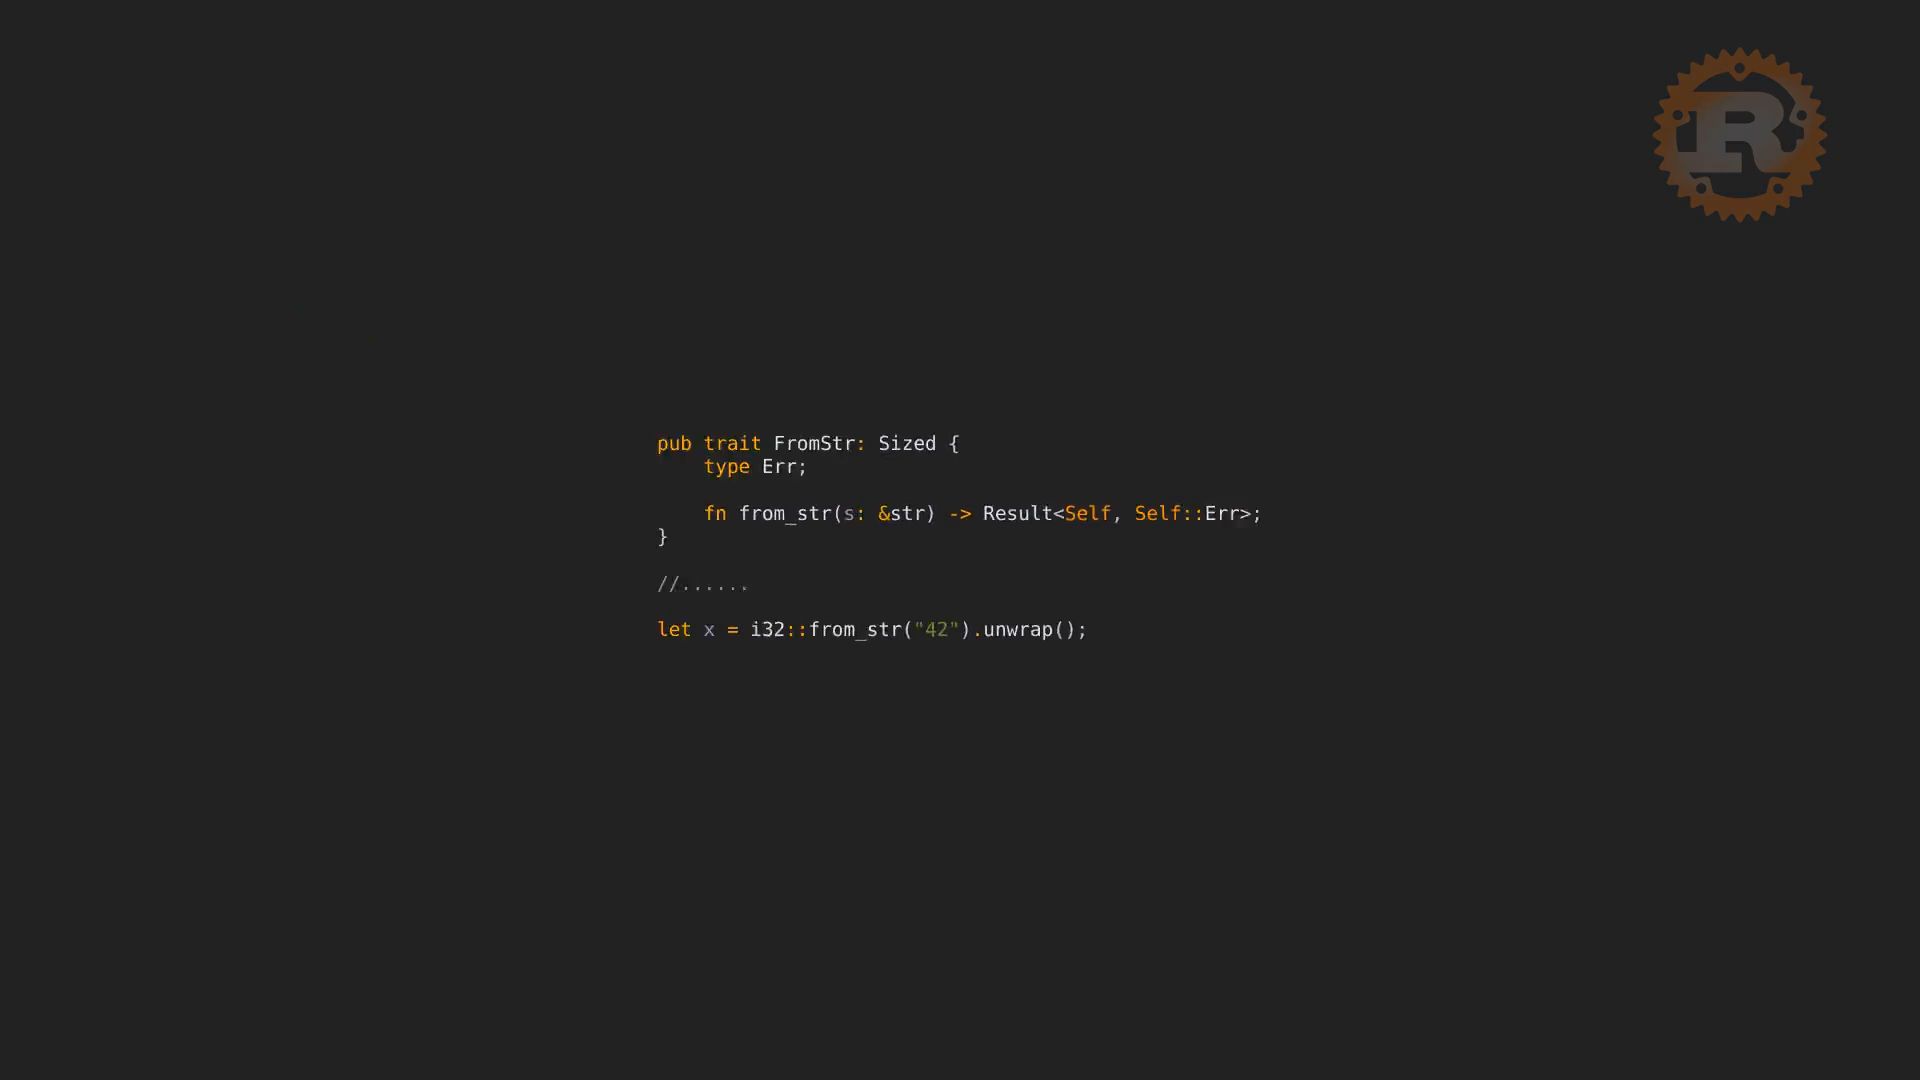 pub trait FromStr: Sized {
    type Err;
    fn from_str(s: &str) -> Result<Self, Self::Err>;
}
//......
let x = i32::from_str("42").unwrap();
R